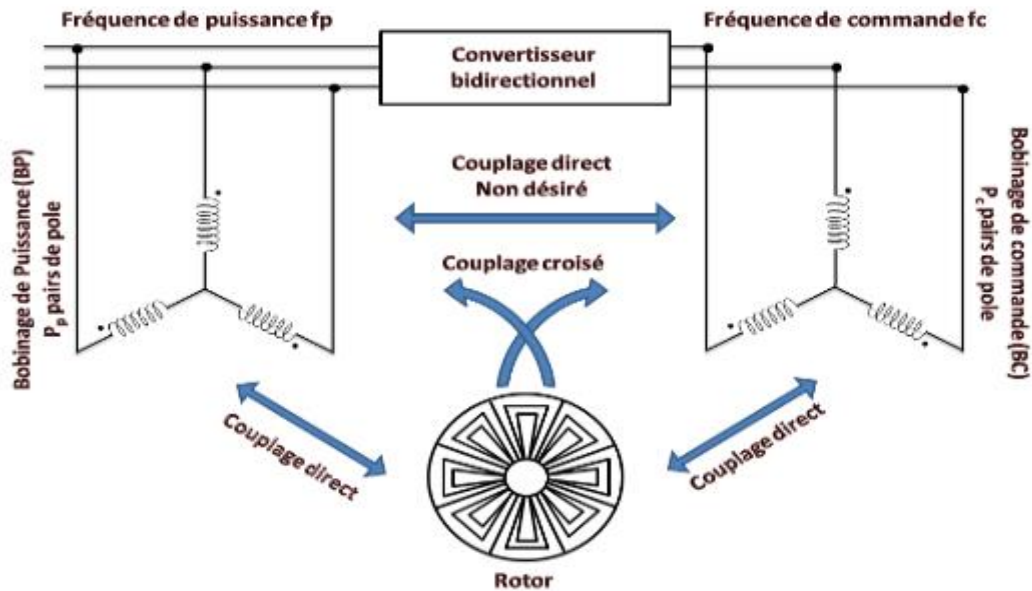 Fréquence de puissance fp
Fréquence de commande fc
Convertisseur
bidirectionnel
Couplage direct
Non désiré
Couplage croisé
Bobinage de Puissance (BP)
Pp pairs de pole
Bobinage de commande (BC)
Pc pairs de pole
Couplage direct
Couplage direct
Rotor